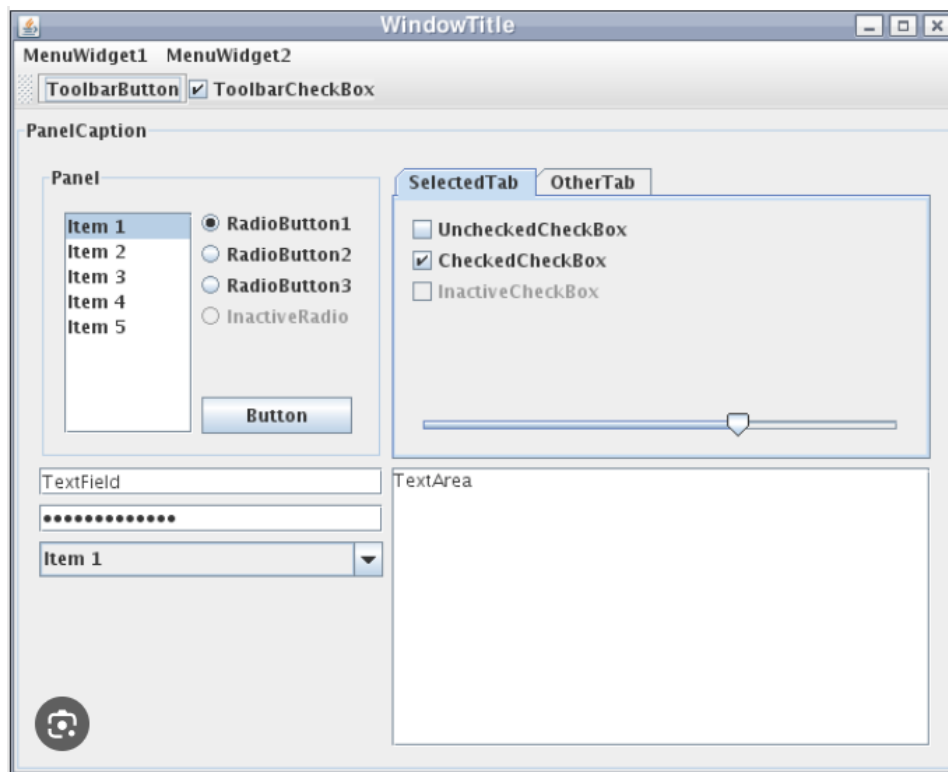 WindowTitle
MenuWidget1 MenuWidget2
ToolbarButton ToolbarCheckBox
PanelCaption
Panel
Item 1
Item 2
Item 3
Item 4
Item 5
RadioButton1
RadioButton2
RadioButton3
InactiveRadio
Button
SelectedTab OtherTab
UncheckedCheckBox
CheckedCheckBox
InactiveCheckBox
TextField
•••••••••••••
Item 1
TextArea